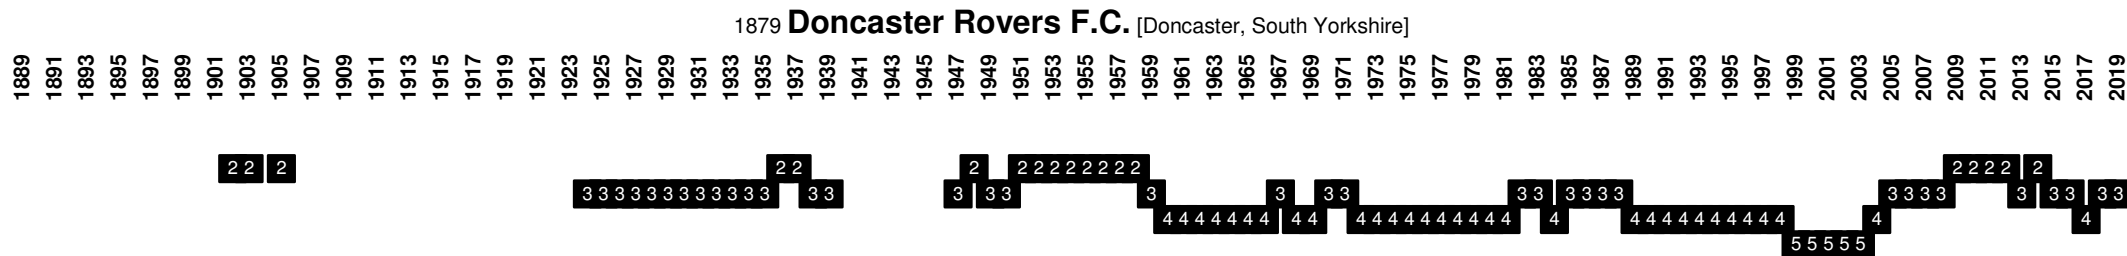 1879 Doncaster Rovers F.C. [Doncaster, South Yorkshire]
1889 1891 1893 1895 1897 1899 1901 1903 1905 1907 1909 1911 1913 1915 1917 1919 1921 1923 1925 1927 1929 1931 1933 1935 1937 1939 1941 1943 1945 1947 1949 1951 1953 1955 1957 1959 1961 1963 1965 1967 1969 1971 1973 1975 1977 1979 1981 1983 1985 1987 1989 1991 1993 1995 1997 1999 2001 2003 2005 2007 2009 2011 2013 2015 2017 2019
2 2 2 2 2 2 2 2 2 2 2 2 2 2 2 2 2 2 2
3 3 3 3 3 3 3 3 3 3 3 3 3 3 3 3 3 3 3 3 3 3 3 3 3 3 3 3 3 3 3 3 3 3 3 3
4 4 4 4 4 4 4 4 4 4 4 4 4 4 4 4 4 4 4 4 4 4 4 4 4 4 4 4 4 4 4 4
5 5 5 5 5